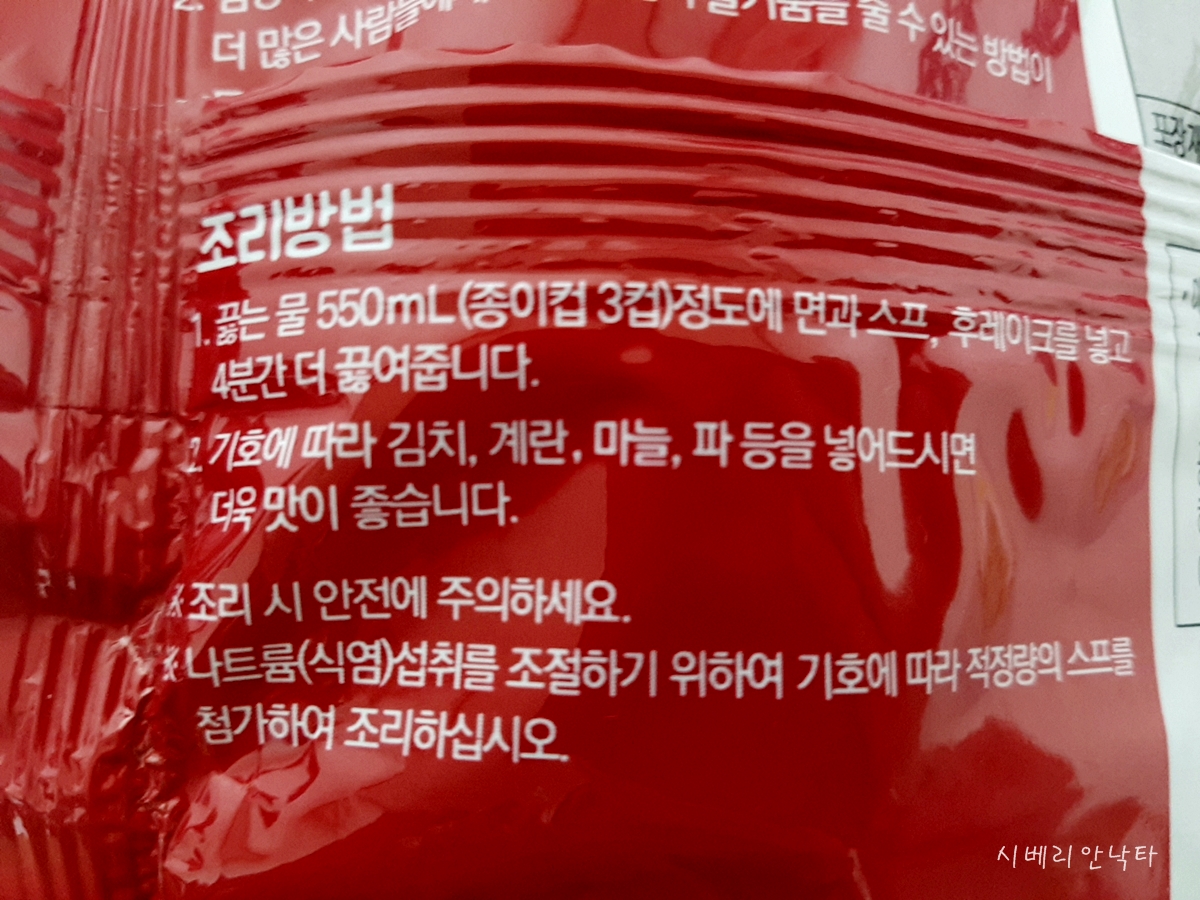 더 많은 사람들에게
줄 수 있는 방법이
포장재
조리방법
1. 끓는 물 550mL(종이컵 3컵)정도에 면과 스프, 후레이크를 넣고
4분간 더 끓여줍니다.
2. 기호에 따라 김치, 계란, 마늘, 파 등을 넣어드시면
더욱 맛이 좋습니다.
※ 조리 시 안전에 주의하세요.
※ 나트륨(식염)섭취를 조절하기 위하여 기호에 따라 적정량의 스프를
첨가하여 조리하십시오.
시베리안낙타